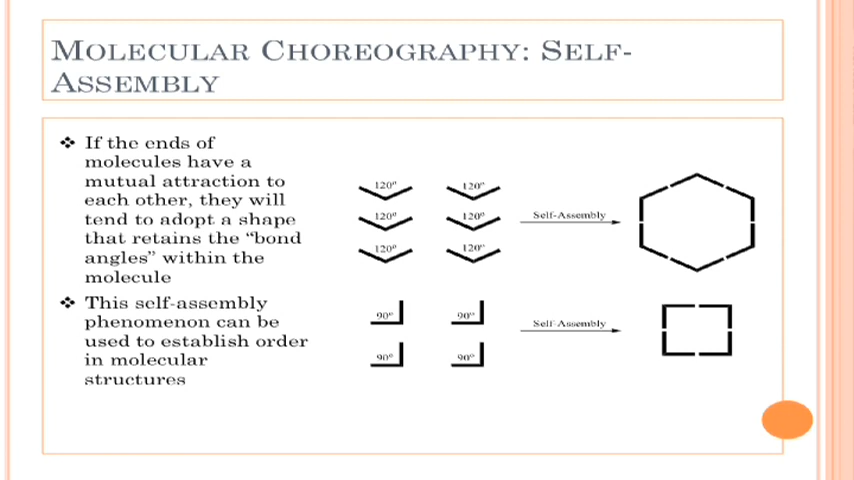 MOLECULAR CHOREOGRAPHY: SELF-
ASSEMBLY
❖ If the ends of
molecules have a
mutual attraction to
each other, they will
tend to adopt a shape
that retains the “bond
angles” within the
molecule
❖ This self-assembly
phenomenon can be
used to establish order
in molecular
structures
120° 120°
120° 120°
120° 120°
Self-Assembly
90° 90°
90° 90°
Self-Assembly